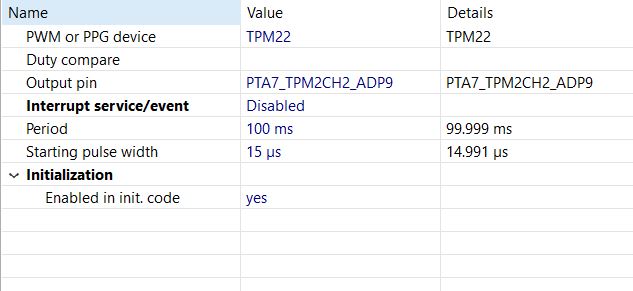 Name Value Details
PWM or PPG device TPM22 TPM22
Duty compare
Output pin PTA7_TPM2CH2_ADP9 PTA7_TPM2CH2_ADP9
Interrupt service/event Disabled
Period 100 ms 99.999 ms
Starting pulse width 15 µs 14.991 µs
Initialization
Enabled in init. code yes